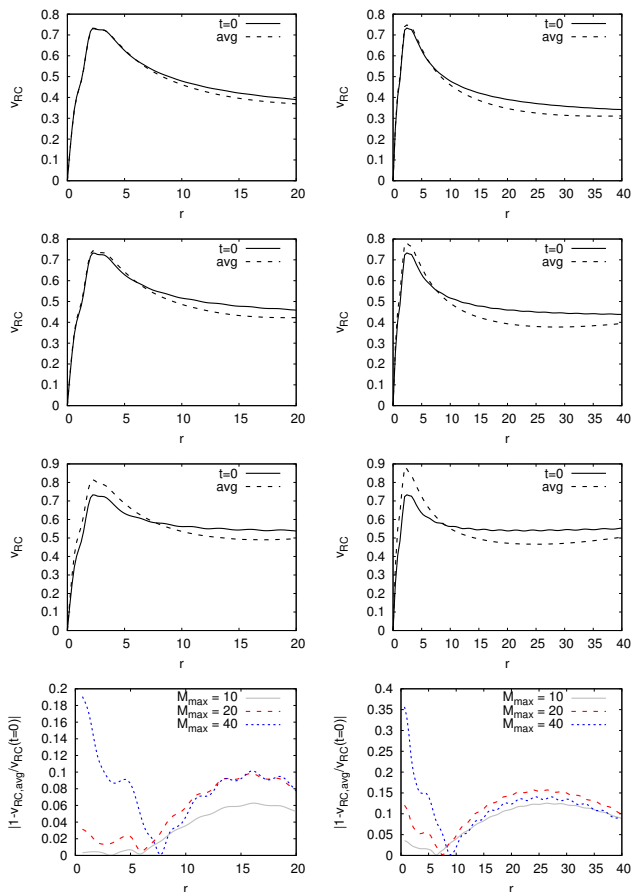 0.8
0.7
0.6
0.5
0.4
0.3
0.2
0.1
0
v_RC
t=0
avg
0 5 10 15 20
r
0.8
0.7
0.6
0.5
0.4
0.3
0.2
0.1
0
v_RC
t=0
avg
0 5 10 15 20 25 30 35 40
r
0.8
0.7
0.6
0.5
0.4
0.3
0.2
0.1
0
v_RC
t=0
avg
0 5 10 15 20
r
0.8
0.7
0.6
0.5
0.4
0.3
0.2
0.1
0
v_RC
t=0
avg
0 5 10 15 20 25 30 35 40
r
0.9
0.8
0.7
0.6
0.5
0.4
0.3
0.2
0.1
0
v_RC
t=0
avg
0 5 10 15 20
r
0.9
0.8
0.7
0.6
0.5
0.4
0.3
0.2
0.1
0
v_RC
t=0
avg
0 5 10 15 20 25 30 35 40
r
0.2
0.18
0.16
0.14
0.12
0.1
0.08
0.06
0.04
0.02
0
|1-v_RC,avg/v_RC(t=0)|
M_max = 10
M_max = 20
M_max = 40
0 5 10 15 20
r
0.4
0.35
0.3
0.25
0.2
0.15
0.1
0.05
0
|1-v_RC,avg/v_RC(t=0)|
M_max = 10
M_max = 20
M_max = 40
0 5 10 15 20 25 30 35 40
r